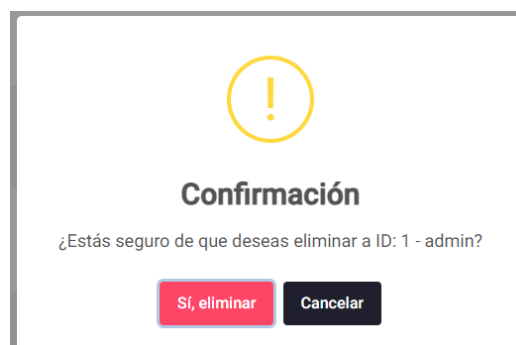 !
Confirmación
¿Estás seguro de que deseas eliminar a ID: 1 - admin?
Sí, eliminar
Cancelar